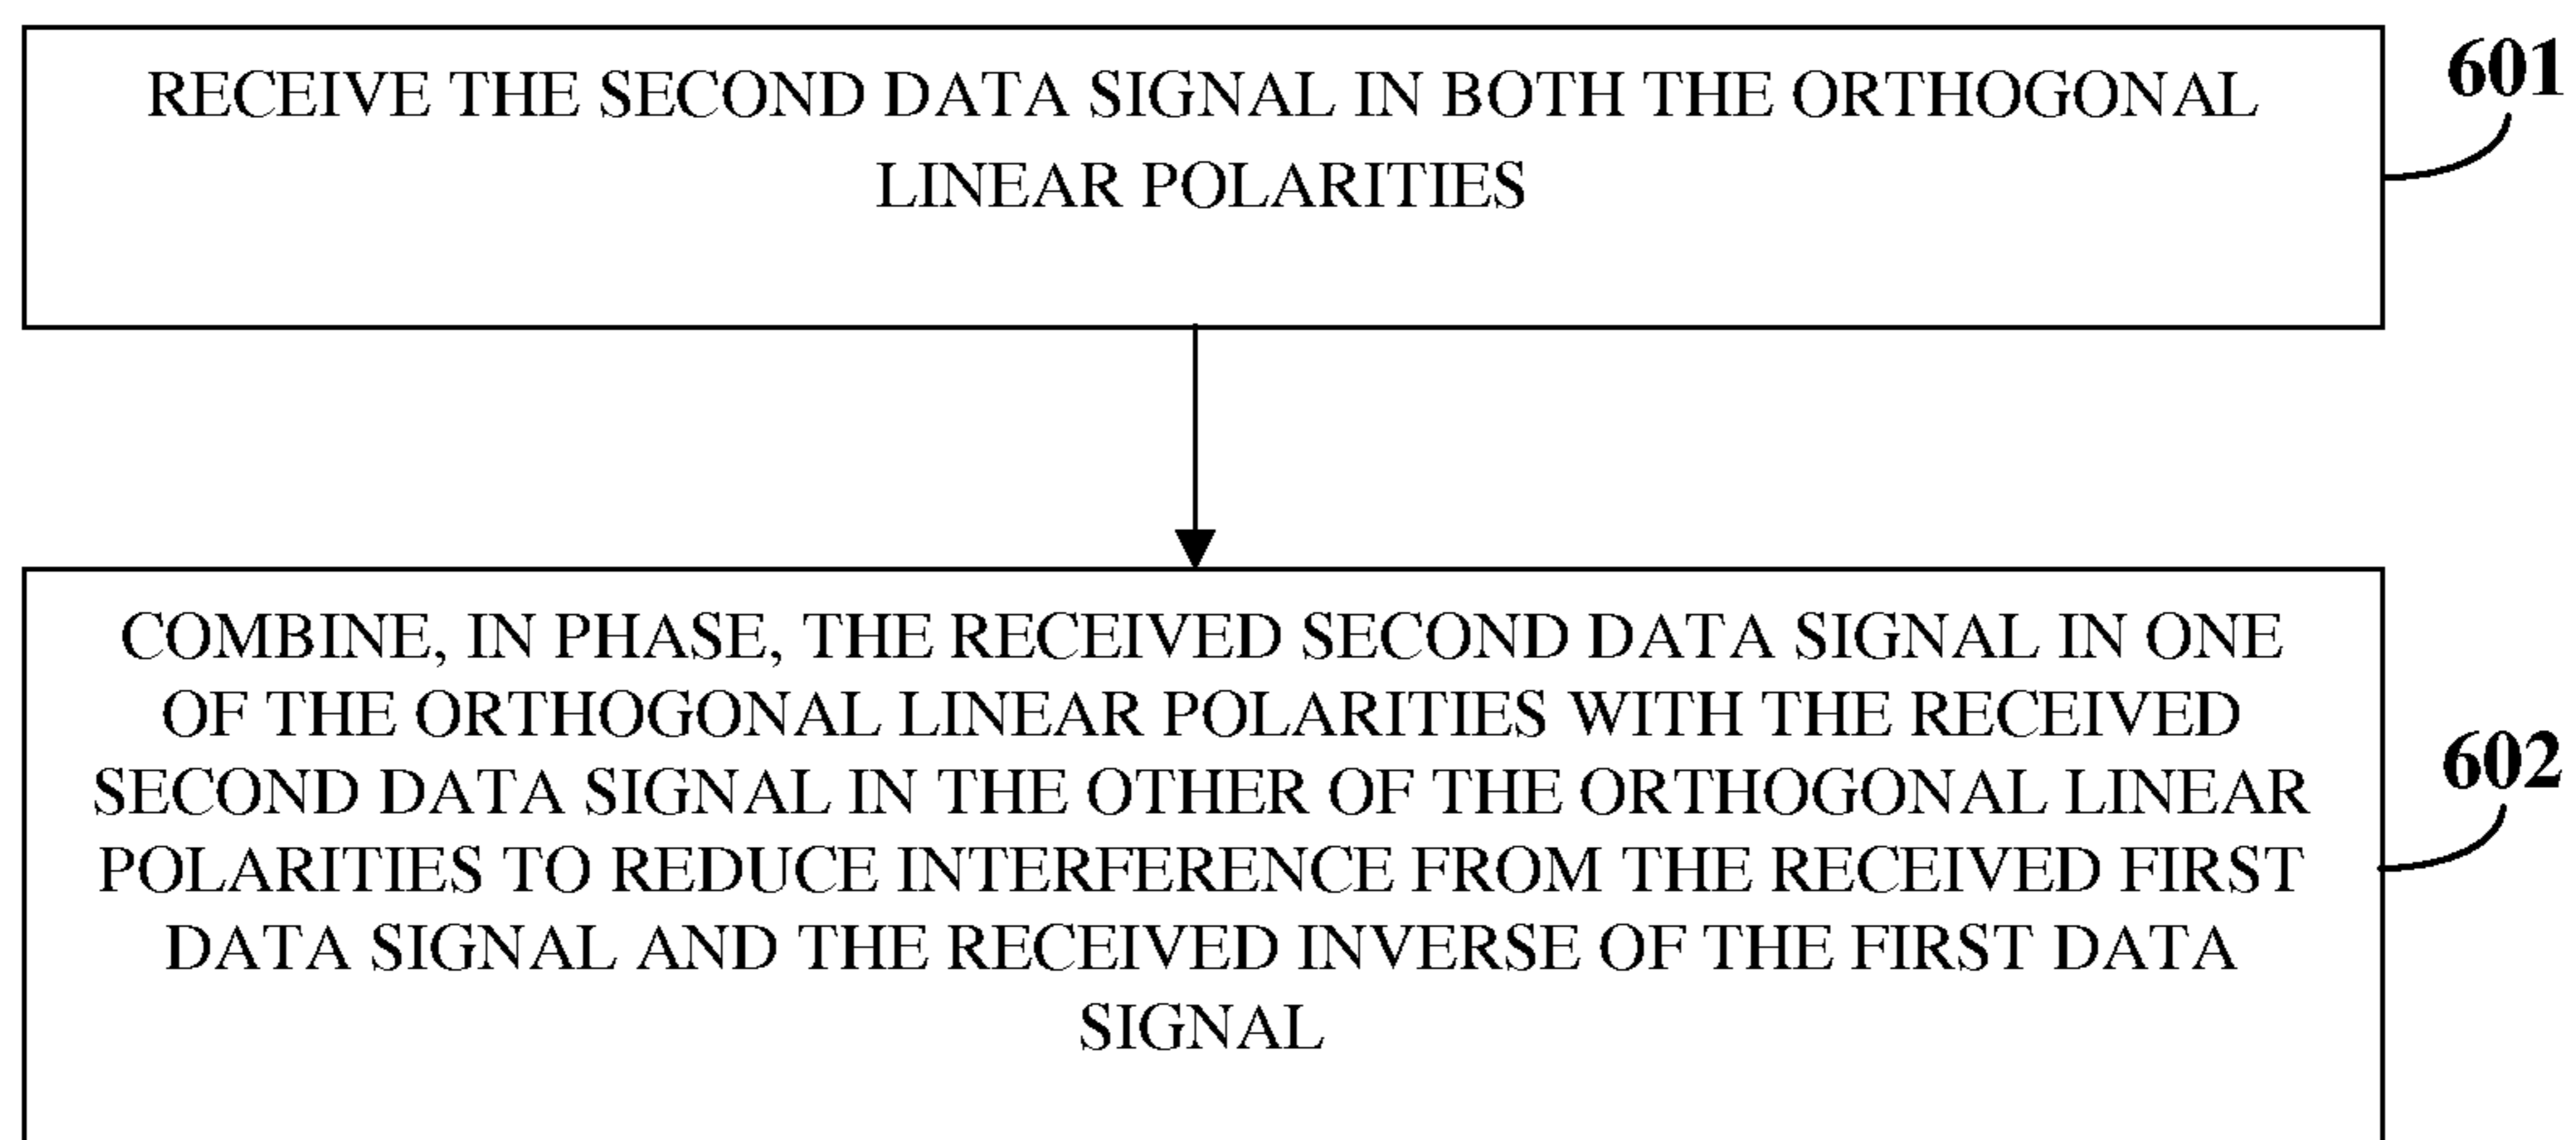 RECEIVE THE SECOND DATA SIGNAL IN BOTH THE ORTHOGONAL
LINEAR POLARITIES
601
COMBINE, IN PHASE, THE RECEIVED SECOND DATA SIGNAL IN ONE
OF THE ORTHOGONAL LINEAR POLARITIES WITH THE RECEIVED
SECOND DATA SIGNAL IN THE OTHER OF THE ORTHOGONAL LINEAR
POLARITIES TO REDUCE INTERFERENCE FROM THE RECEIVED FIRST
DATA SIGNAL AND THE RECEIVED INVERSE OF THE FIRST DATA
SIGNAL
602